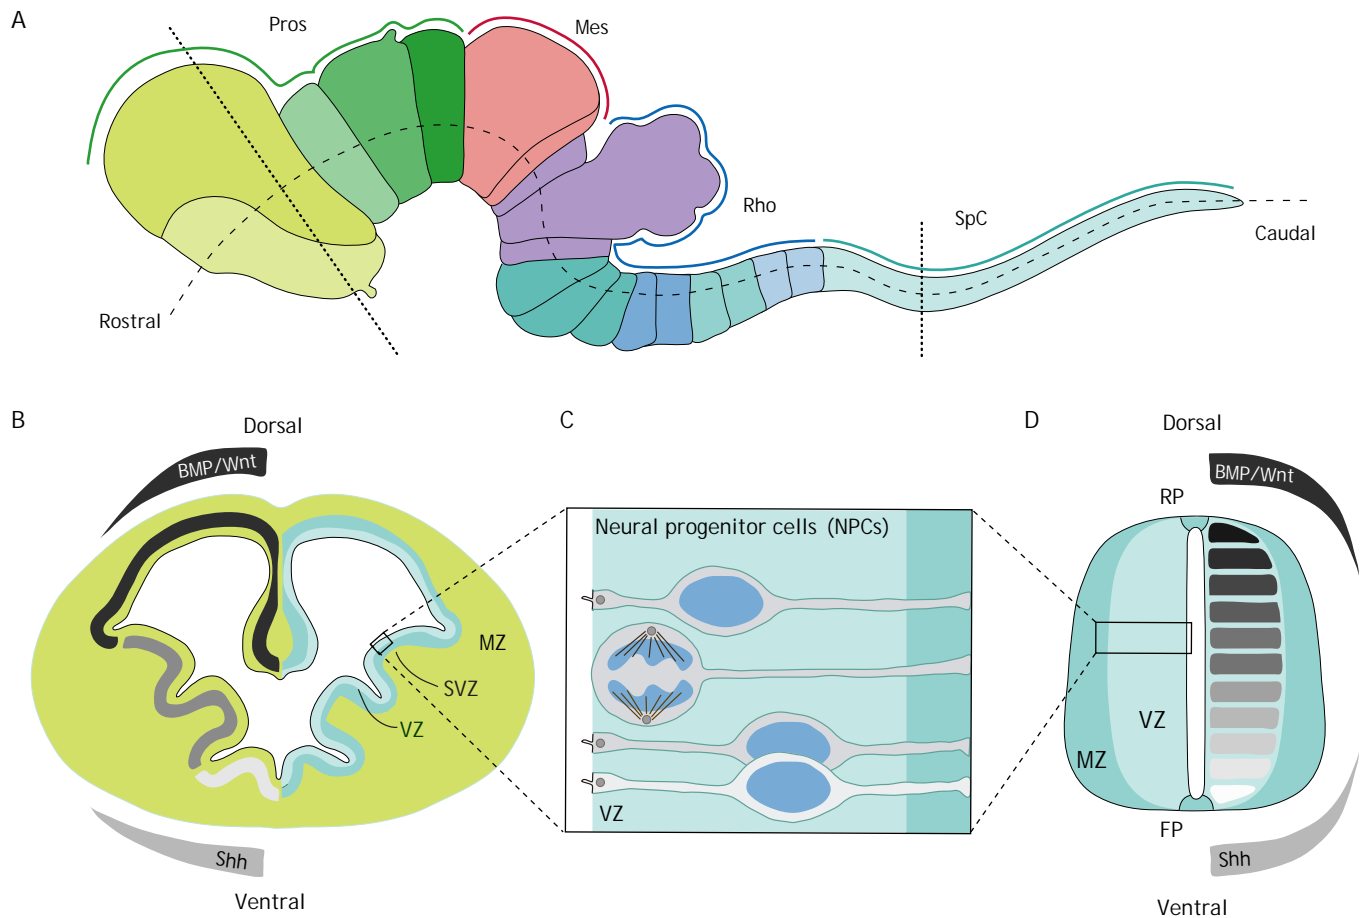 A
Pros
Mes
Rho
SpC
Caudal
Rostral
B
Dorsal
BMP/Wnt
MZ
SVZ
VZ
Shh
Ventral
C
Neural progenitor cells (NPCs)
VZ
D
Dorsal
BMP/Wnt
RP
VZ
MZ
FP
Shh
Ventral